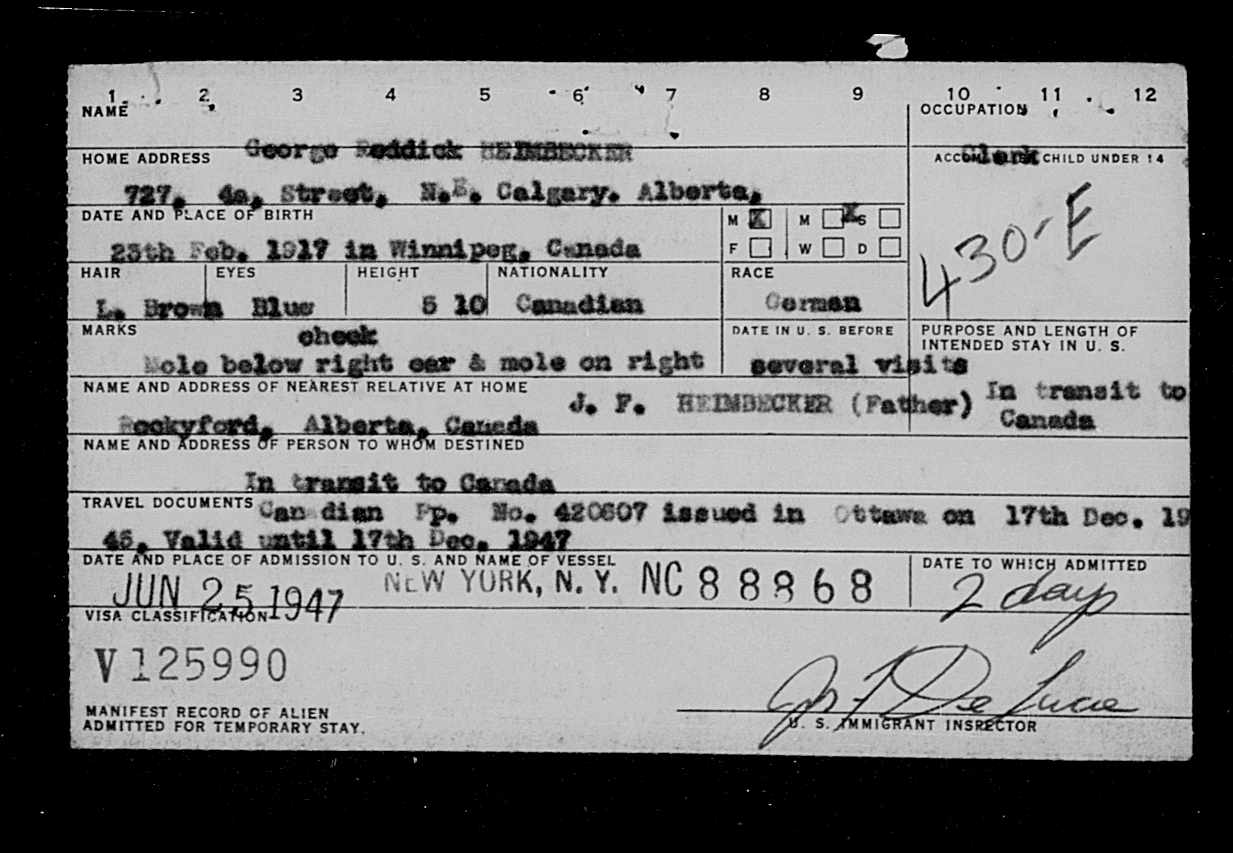 1 2 3 4 5 6 7 8 9 10 11 12
NAME OCCUPATION
George Reddick HEIMBECKER Clerk
HOME ADDRESS CHILD UNDER 14
727, 4a, Street, N.E. Calgary. Alberta,
DATE AND PLACE OF BIRTH M X M X S
25th Feb. 1917 in Winnipeg, Canada F W D
430-E
HAIR EYES HEIGHT NATIONALITY RACE
L. Brown Blue 5 10 Canadian German
MARKS cheek DATE IN U. S. BEFORE PURPOSE AND LENGTH OF
INTENDED STAY IN U. S.
Mole below right ear & mole on right several visits
NAME AND ADDRESS OF NEAREST RELATIVE AT HOME J. F. HEIMBECKER (Father) In transit to
Rockyford, Alberta, Canada Canada
NAME AND ADDRESS OF PERSON TO WHOM DESTINED
In transit to Canada
TRAVEL DOCUMENTS Canadian Pp. No. 420607 issued in Ottawa on 17th Dec. 19
45, Valid until 17th Dec. 1947
DATE AND PLACE OF ADMISSION TO U. S. AND NAME OF VESSEL DATE TO WHICH ADMITTED
JUN 25 1947 NEW YORK, N. Y. NC 88868 2 days
VISA CLASSIFICATION
V125990
MANIFEST RECORD OF ALIEN
ADMITTED FOR TEMPORARY STAY.
De Lucie
U. S. IMMIGRANT INSPECTOR